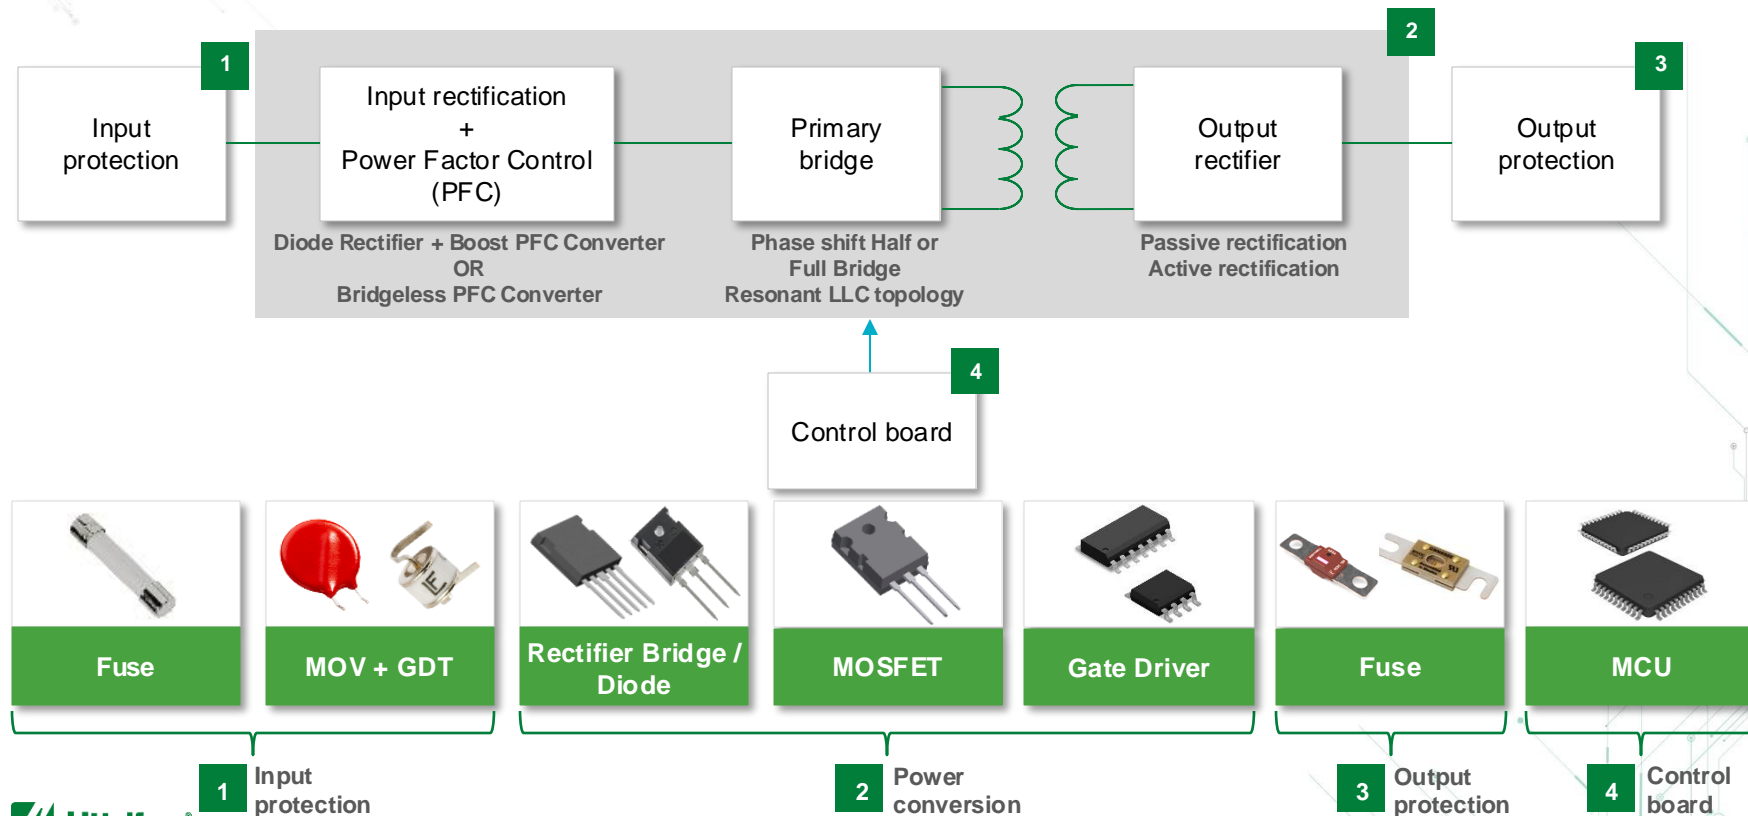 1
2
3
Input
protection
Input rectification
+
Power Factor Control
(PFC)
Primary
bridge
Output
rectifier
Output
protection
Diode Rectifier + Boost PFC Converter
OR
Bridgeless PFC Converter
Phase shift Half or
Full Bridge
Resonant LLC topology
Passive rectification
Active rectification
4
Control board
Fuse
MOV + GDT
Rectifier Bridge /
Diode
MOSFET
Gate Driver
Fuse
MCU
1
Input
protection
2
Power
conversion
3
Output
protection
4
Control
board